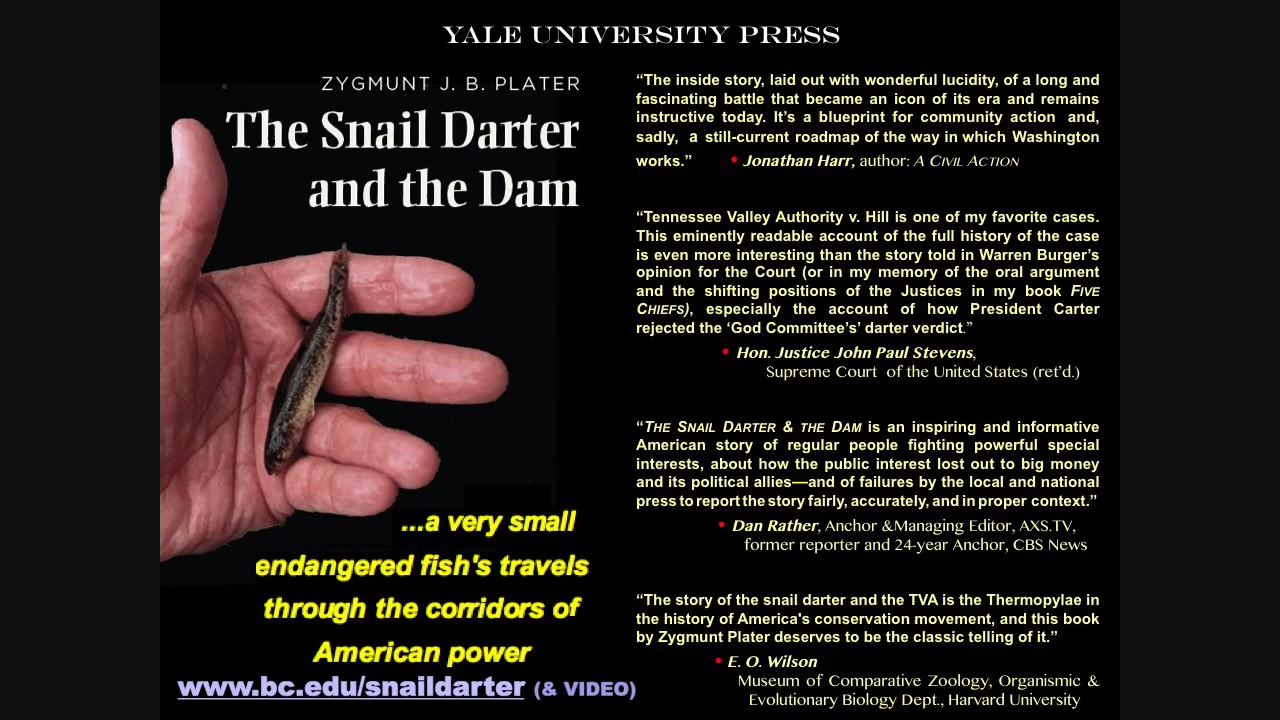 YALE UNIVERSITY PRESS
ZYGMUNT J. B. PLATER
The Snail Darter
and the Dam
...a very small
endangered fish's travels
through the corridors of
American power
www.bc.edu/snaildarter (& VIDEO)
“The inside story, laid out with wonderful lucidity, of a long and
fascinating battle that became an icon of its era and remains
instructive today. It’s a blueprint for community action and,
sadly, a still-current roadmap of the way in which Washington
works.” • Jonathan Harr, author: A CIVIL ACTION
“Tennessee Valley Authority v. Hill is one of my favorite cases.
This eminently readable account of the full history of the case
is even more interesting than the story told in Warren Burger’s
opinion for the Court (or in my memory of the oral argument
and the shifting positions of the Justices in my book FIVE
CHIEFS), especially the account of how President Carter
rejected the ‘God Committee’s’ darter verdict.”
• Hon. Justice John Paul Stevens,
Supreme Court of the United States (ret’d.)
“THE SNAIL DARTER & THE DAM is an inspiring and informative
American story of regular people fighting powerful special
interests, about how the public interest lost out to big money
and its political allies—and of failures by the local and national
press to report the story fairly, accurately, and in proper context.”
• Dan Rather, Anchor &Managing Editor, AXS.TV,
former reporter and 24-year Anchor, CBS News
“The story of the snail darter and the TVA is the Thermopylae in
the history of America's conservation movement, and this book
by Zygmunt Plater deserves to be the classic telling of it.”
• E. O. Wilson
Museum of Comparative Zoology, Organismic &
Evolutionary Biology Dept., Harvard University